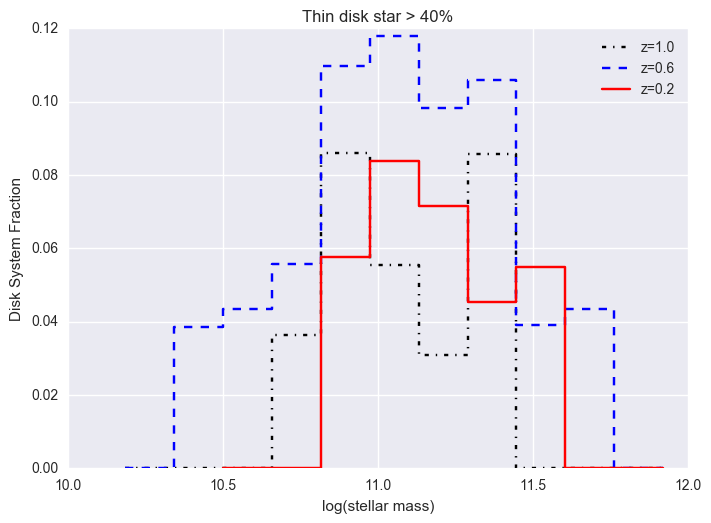 Thin disk star > 40%
0.12
0.10
0.08
0.06
0.04
0.02
0.00
Disk System Fraction
z=1.0
z=0.6
z=0.2
10.0 10.5 11.0 11.5 12.0
log(stellar mass)